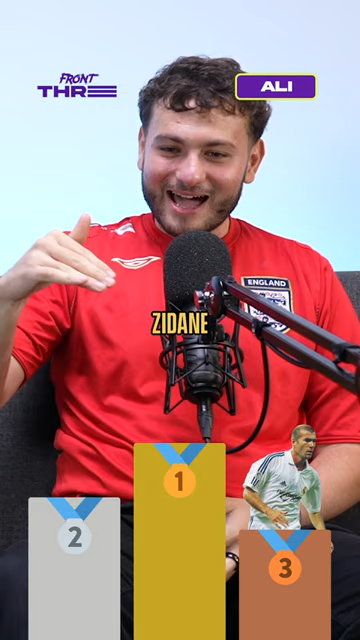 FRONT
THREE
ALI
ENGLAND
ZIDANE
1
2
3